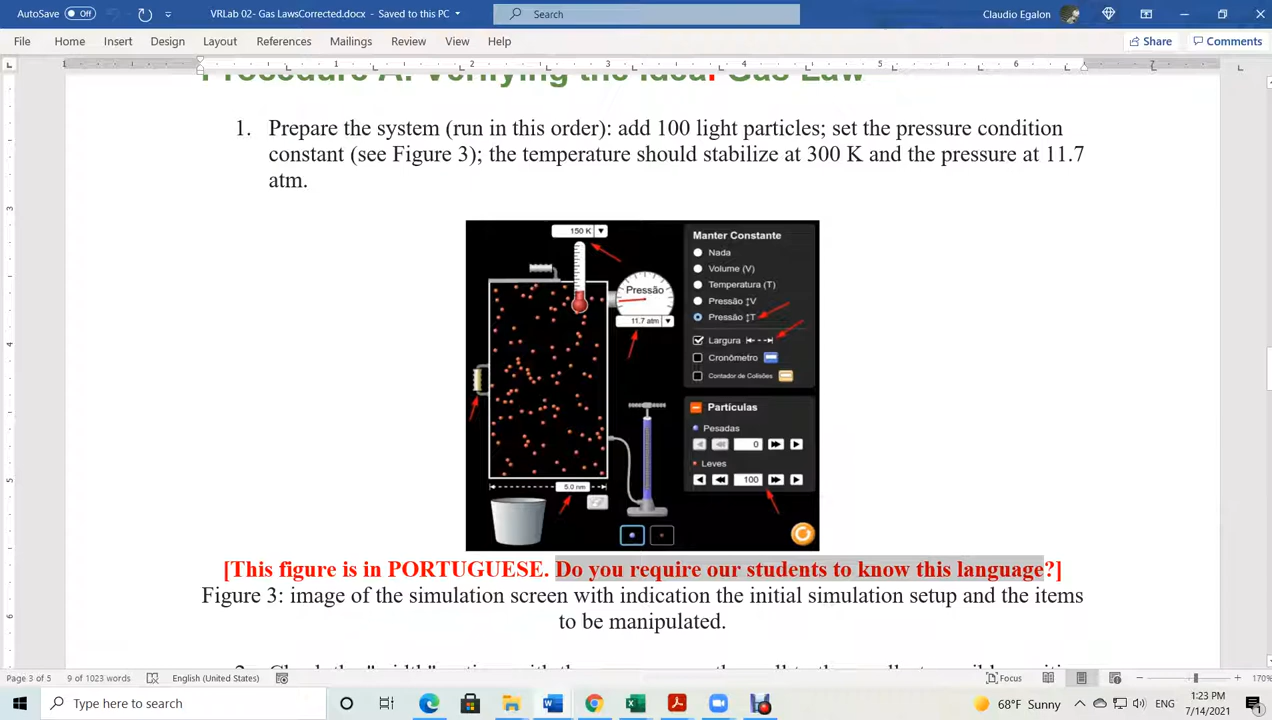 AutoSave Off VRLab 02- Gas LawsCorrected.docx • Saved to this PC Search Claudio Egalon
File Home Insert Design Layout References Mailings Review View Help Share Comments
Procedure A: Verifying the Ideal Gas Law
1. Prepare the system (run in this order): add 100 light particles; set the pressure condition
constant (see Figure 3); the temperature should stabilize at 300 K and the pressure at 11.7
atm.
150 K
Pressão
11.7 atm
5.0 nm
Manter Constante
Nada
Volume (V)
Temperatura (T)
Pressão ↕V
Pressão ↕T
Largura
Cronômetro
Contador de Colisões
Partículas
Pesadas
0
Leves
100
[This figure is in PORTUGUESE. Do you require our students to know this language?]
Figure 3: image of the simulation screen with indication the initial simulation setup and the items
to be manipulated.
Page 3 of 5 9 of 1023 words English (United States) Focus 170%
Type here to search 68°F Sunny ENG 1:23 PM
7/14/2021